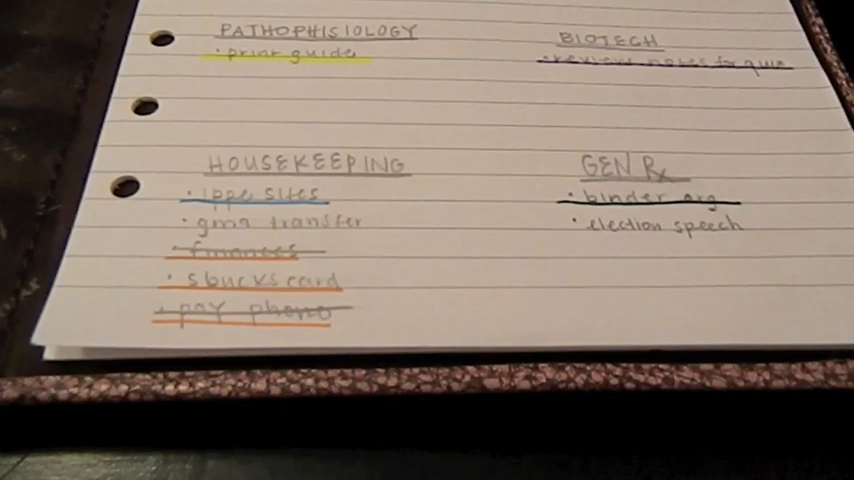 PATHOPHISIOLOGY
· print guide
BIOTECH
· review notes for quiz
HOUSEKEEPING
· ippe sites
· gma transfer
· finances
· sbucks card
· pay phone
GEN Rx
· binder org
· election speech